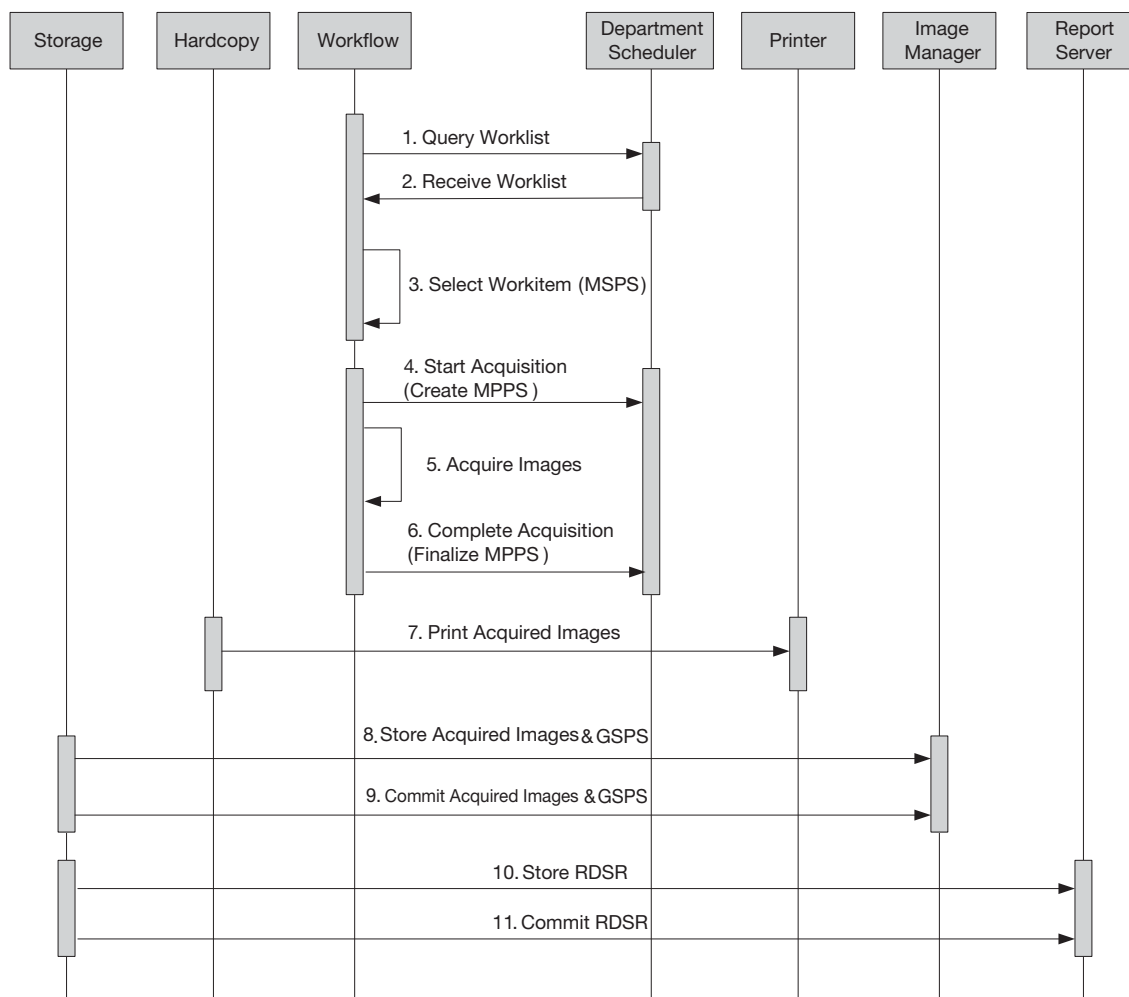 Storage
Hardcopy
Workflow
Department
Scheduler
Printer
Image
Manager
Report
Server
1. Query Worklist
2. Receive Worklist
3. Select Workitem (MSPS)
4. Start Acquisition
(Create MPPS )
5. Acquire Images
6. Complete Acquisition
(Finalize MPPS )
7. Print Acquired Images
8. Store Acquired Images & GSPS
9. Commit Acquired Images & GSPS
10. Store RDSR
11. Commit RDSR